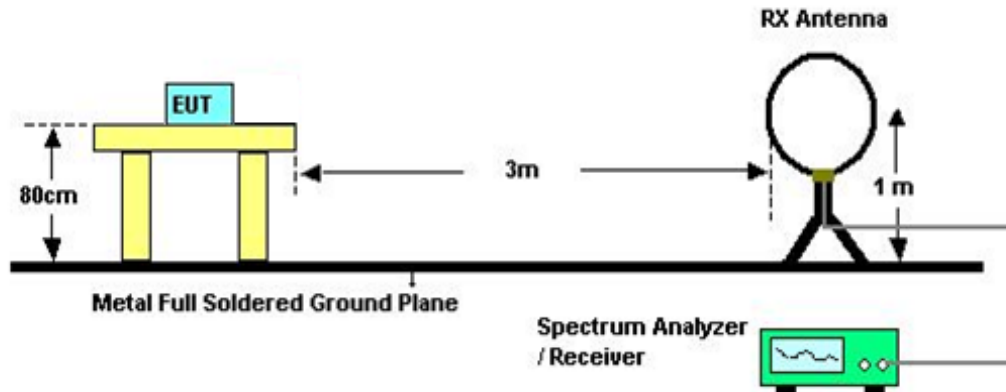 RX Antenna
EUT
80cm
3m
1 m
Metal Full Soldered Ground Plane
Spectrum Analyzer
/ Receiver